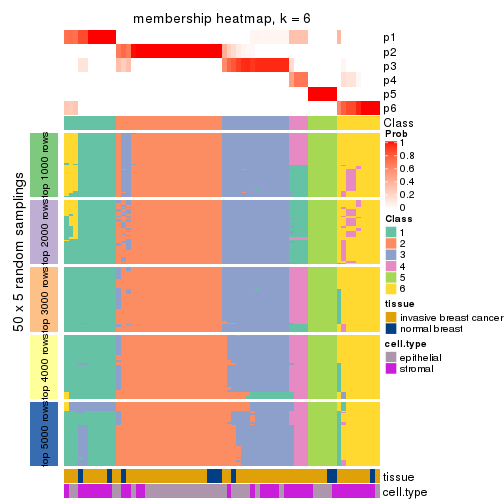 membership heatmap, k = 6
p1
p2
p3
p4
p5
p6
Class
Prob
1
0.8
0.6
0.4
0.2
0
Class
1
2
3
4
5
6
tissue
invasive breast cancer
normal breast
cell.type
epithelial
stromal
50 x 5 random samplings
top 1000 rows
top 2000 rows
top 3000 rows
top 4000 rows
top 5000 rows
tissue
cell.type